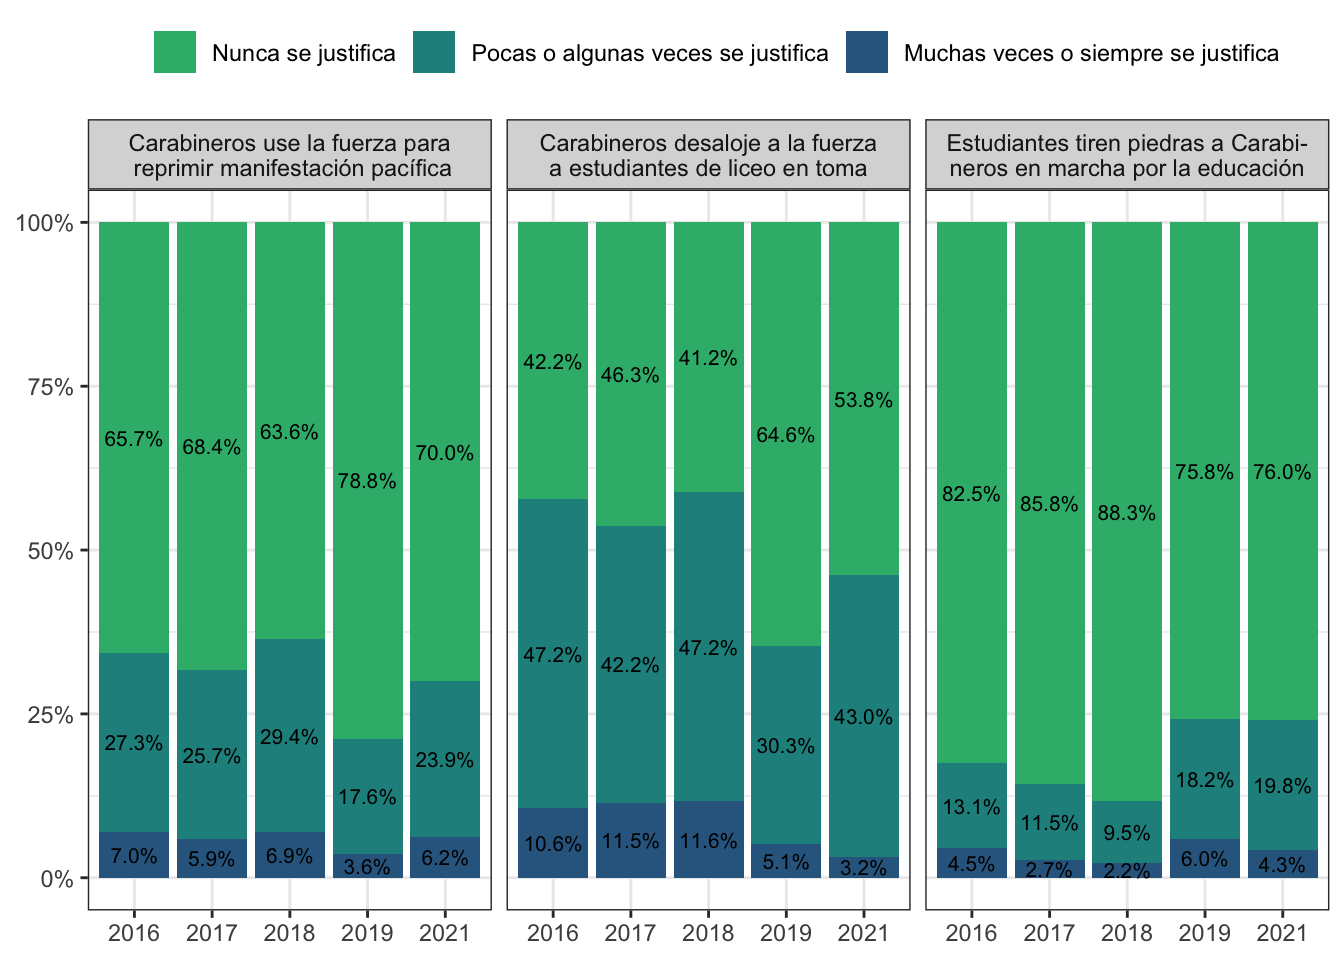 Nunca se justifica Pocas o algunas veces se justifica Muchas veces o siempre se justifica
Carabineros use la fuerza para
reprimir manifestación pacífica
Carabineros desaloje a la fuerza
a estudiantes de liceo en toma
Estudiantes tiren piedras a Carabi-
neros en marcha por la educación
100%
75%
50%
25%
0%
65.7% 68.4% 63.6% 78.8% 70.0%
27.3% 25.7% 29.4% 17.6% 23.9%
7.0% 5.9% 6.9% 3.6% 6.2%
2016 2017 2018 2019 2021
42.2% 46.3% 41.2% 64.6% 53.8%
47.2% 42.2% 47.2% 30.3% 43.0%
10.6% 11.5% 11.6% 5.1% 3.2%
2016 2017 2018 2019 2021
82.5% 85.8% 88.3% 75.8% 76.0%
13.1% 11.5% 9.5% 18.2% 19.8%
4.5% 2.7% 2.2% 6.0% 4.3%
2016 2017 2018 2019 2021